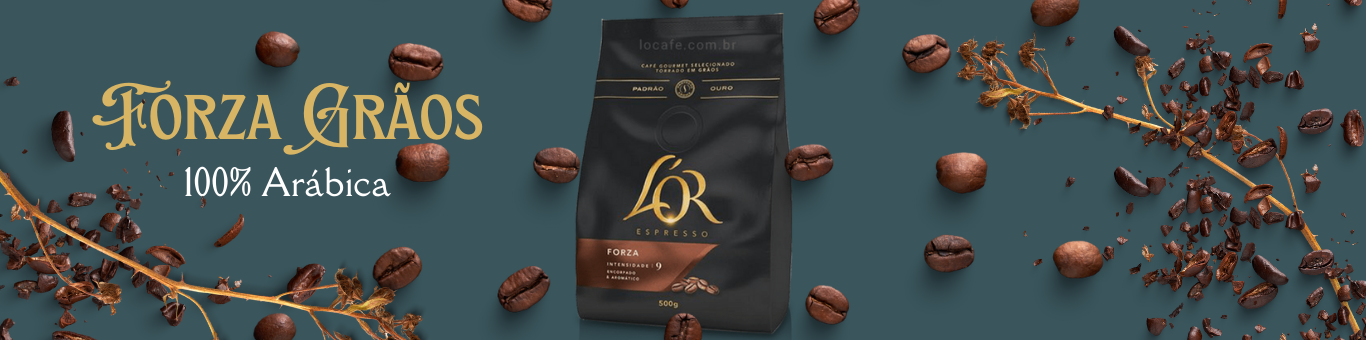 FORZA GRÃOS
100% Arábica
locafe.com.br
CAFÉ GOURMET SELECIONADO
TORRADO EM GRÃOS
PADRÃO OURO
L'OR
ESPRESSO
FORZA
INTENSIDADE: 9
ENCORPADO
& AROMÁTICO
500g